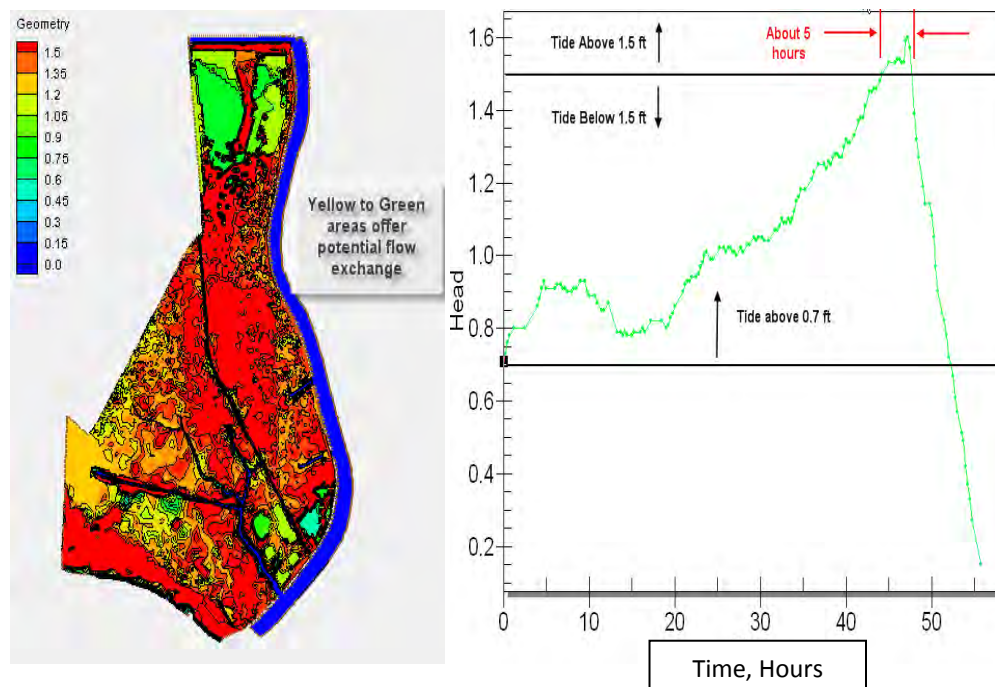 Geometry
1.5
1.35
1.2
1.05
0.9
0.75
0.6
0.45
0.3
0.15
0.0
Yellow to Green
areas offer
potential flow
exchange
Head
1.6
1.4
1.2
1.0
0.8
0.6
0.4
0.2
Tide Above 1.5 ft
Tide Below 1.5 ft
About 5
hours
Tide above 0.7 ft
0
10
20
30
40
50
Time, Hours